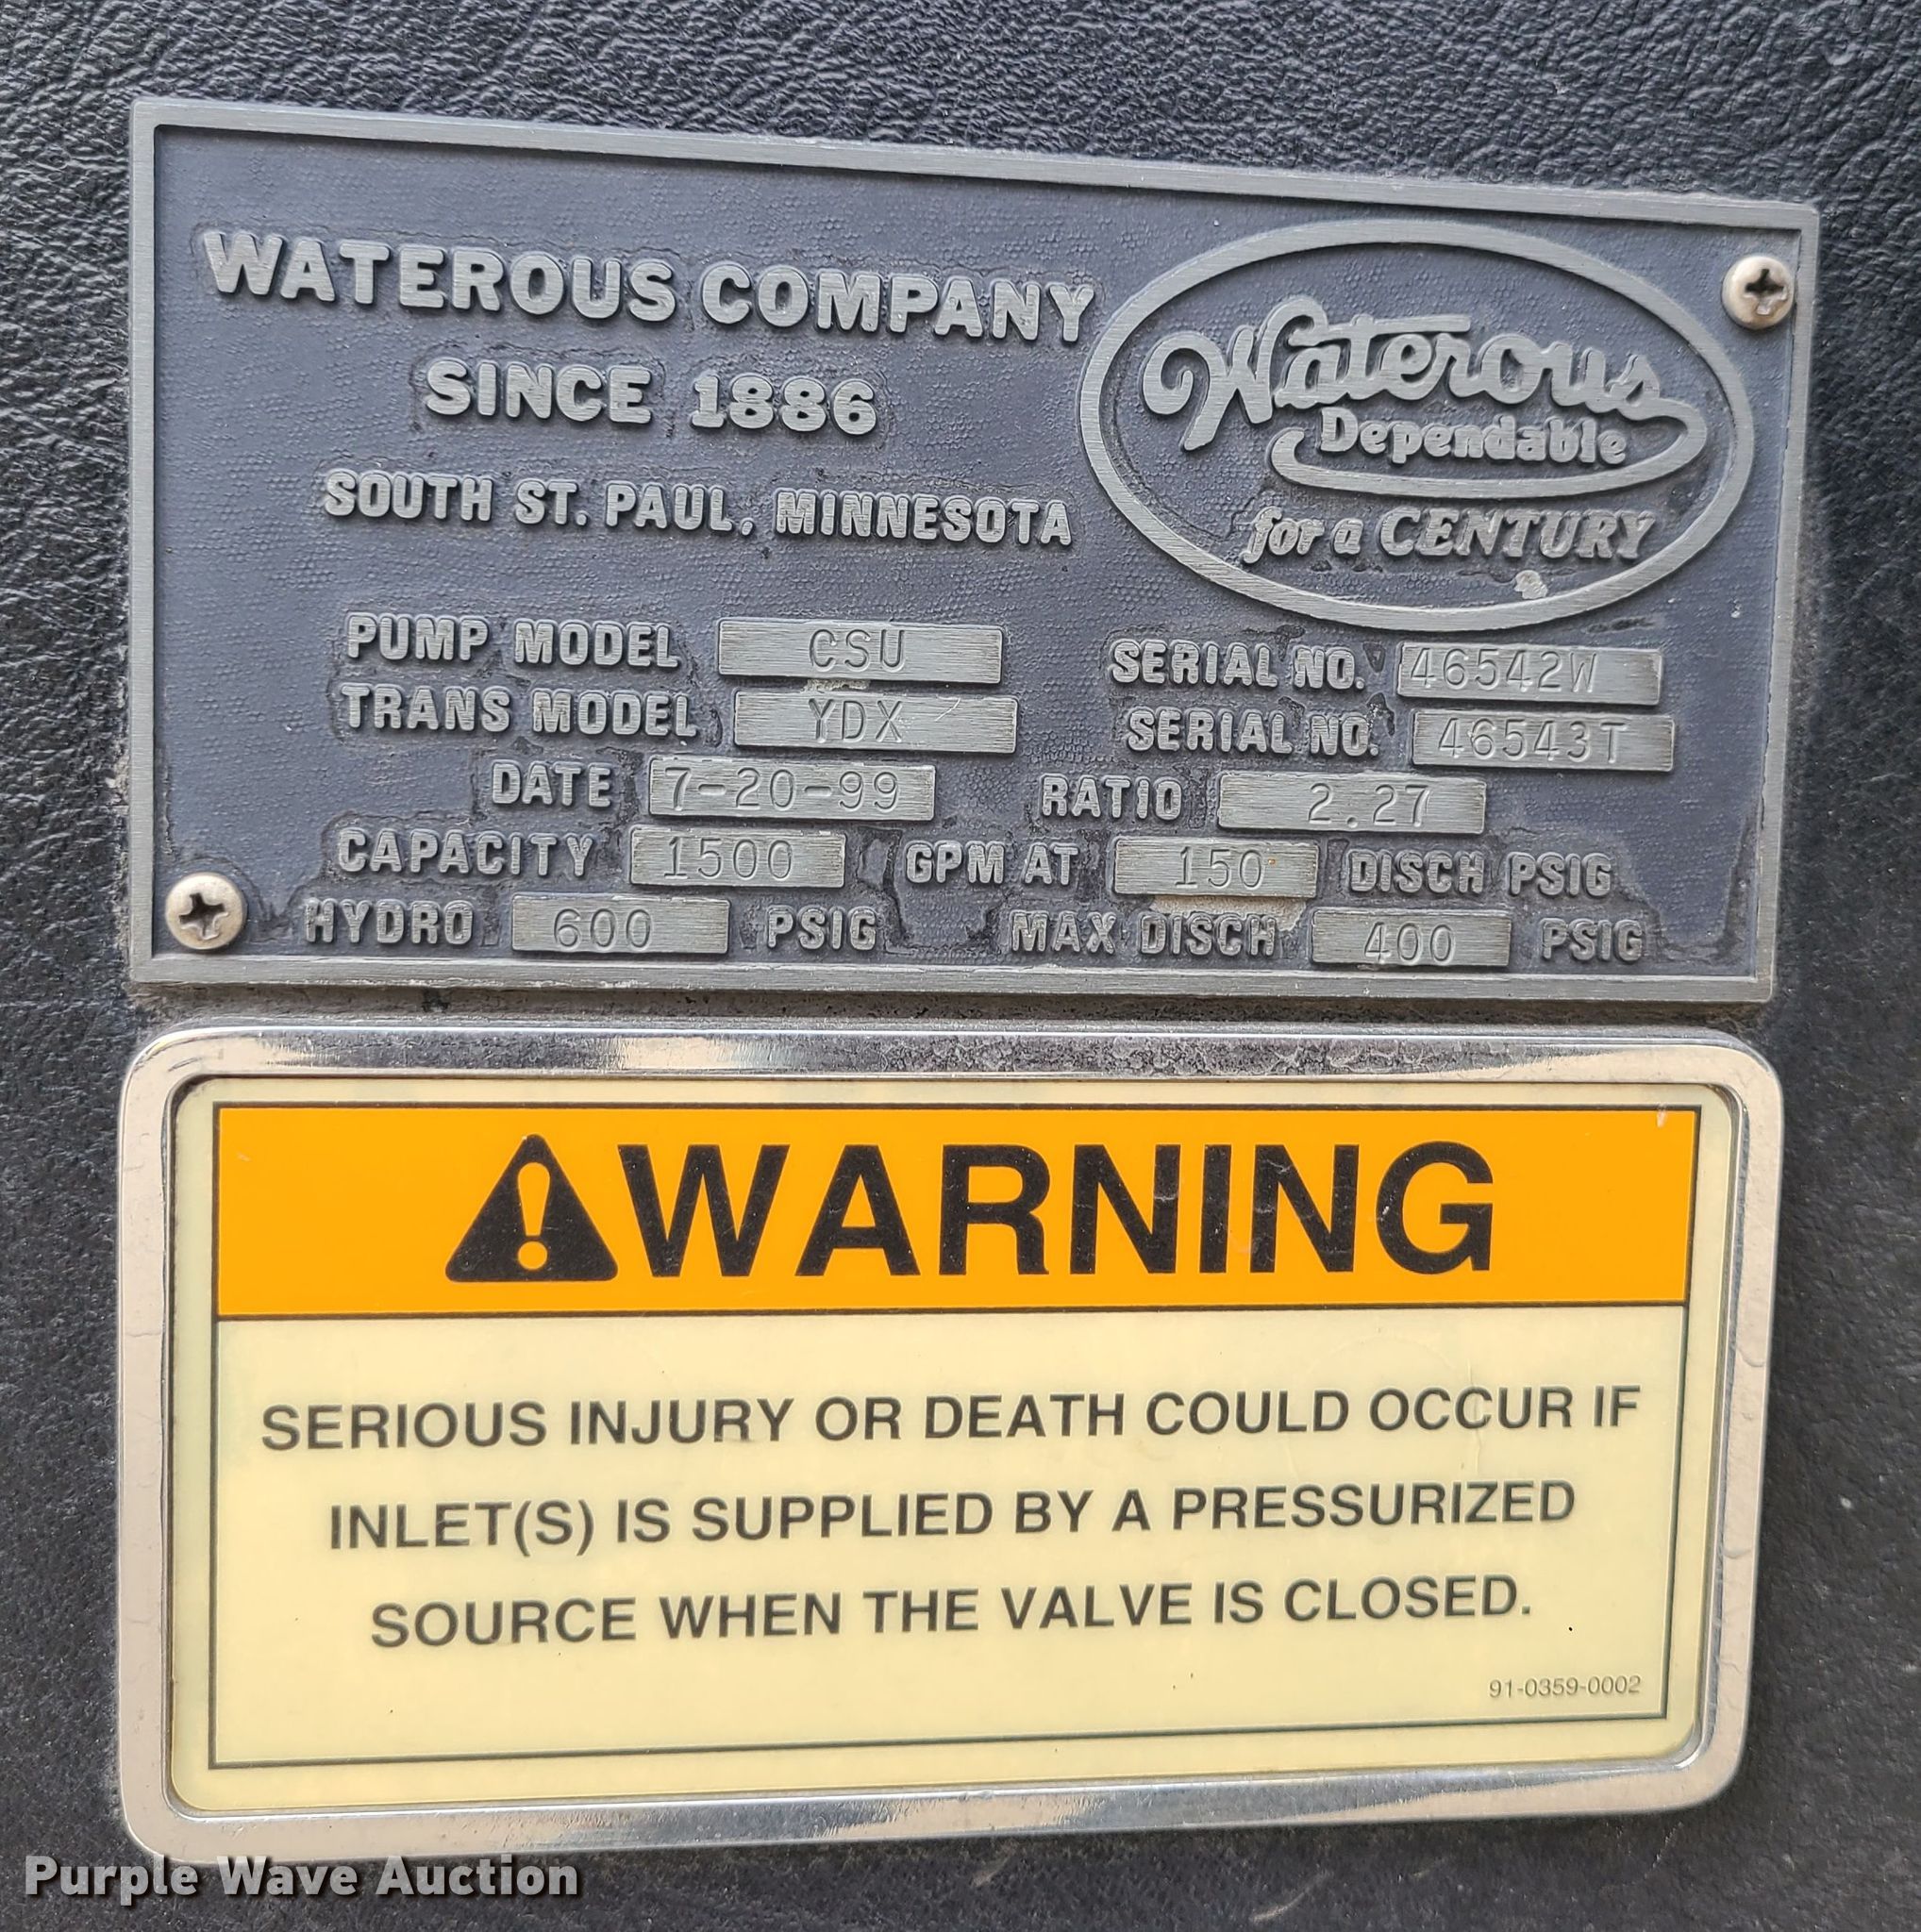 WATEROUS COMPANY
SINCE 1886
SOUTH ST. PAUL, MINNESOTA
Waterous
Dependable
for a CENTURY
PUMP MODEL CSU SERIAL NO. 46542W
TRANS MODEL YDX SERIAL NO. 46543T
DATE 7-20-99 RATIO 2.27
CAPACITY 1500 GPM AT 150 DISCH PSIG
HYDRO 600 PSIG MAX DISCH 400 PSIG
WARNING
SERIOUS INJURY OR DEATH COULD OCCUR IF
INLET(S) IS SUPPLIED BY A PRESSURIZED
SOURCE WHEN THE VALVE IS CLOSED.
91-0359-0002
Purple Wave Auction